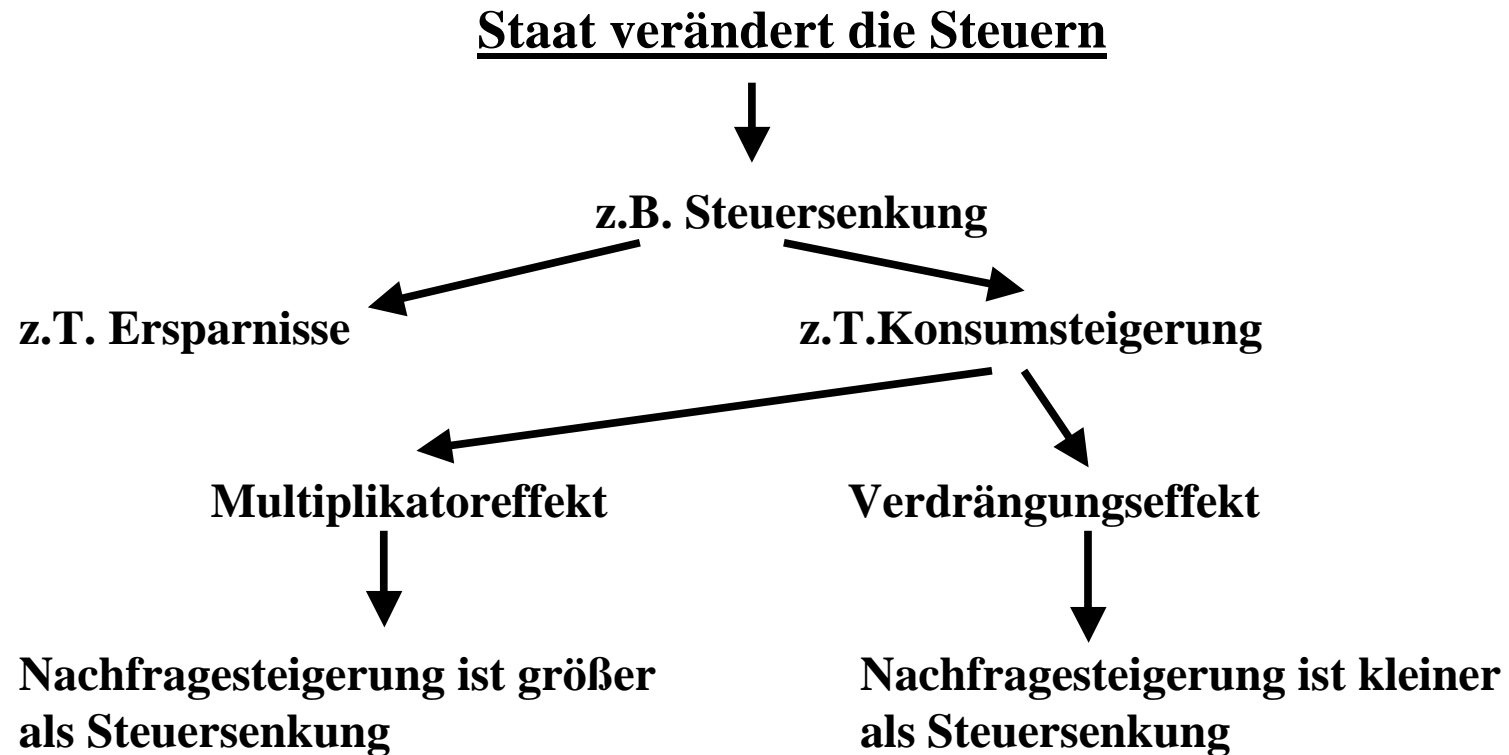 Staat verändert die Steuern
z.B. Steuersenkung
z.T. Ersparnisse
z.T.Konsumsteigerung
Multiplikatoreffekt
Verdrängungseffekt
Nachfragesteigerung ist größer
als Steuersenkung
Nachfragesteigerung ist kleiner
als Steuersenkung